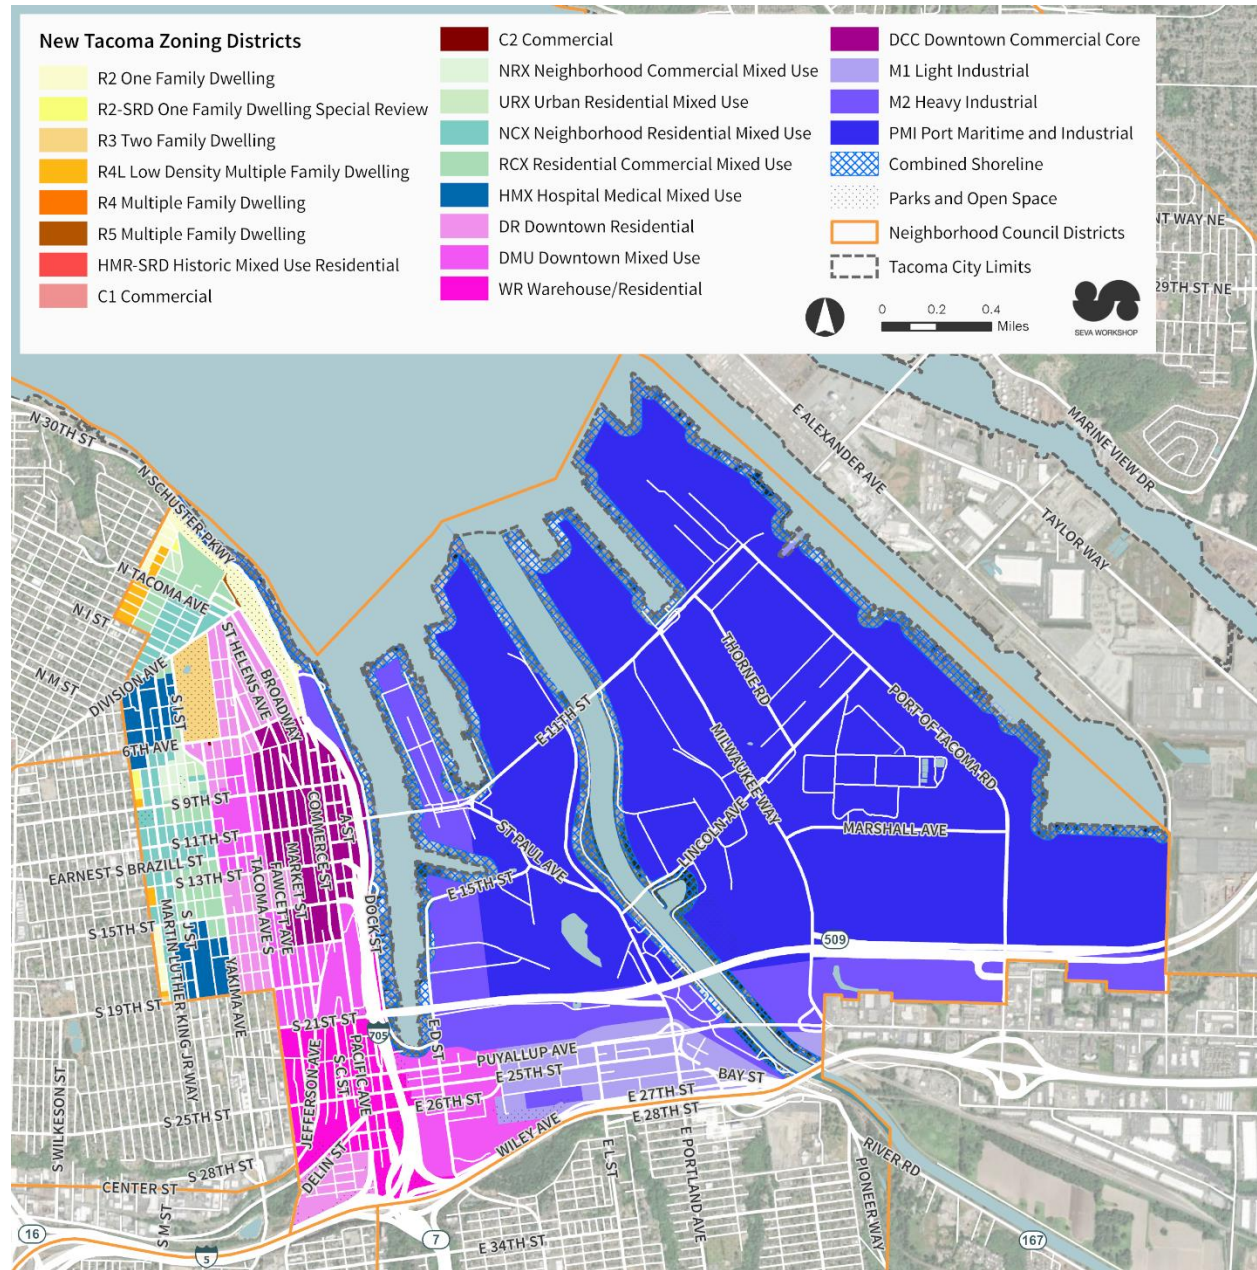 New Tacoma Zoning Districts
R2 One Family Dwelling
R2-SRD One Family Dwelling Special Review
R3 Two Family Dwelling
R4L Low Density Multiple Family Dwelling
R4 Multiple Family Dwelling
R5 Multiple Family Dwelling
HMR-SRD Historic Mixed Use Residential
C1 Commercial
C2 Commercial
NRX Neighborhood Commercial Mixed Use
URX Urban Residential Mixed Use
NCX Neighborhood Residential Mixed Use
RCX Residential Commercial Mixed Use
HMX Hospital Medical Mixed Use
DR Downtown Residential
DMU Downtown Mixed Use
WR Warehouse/Residential
DCC Downtown Commercial Core
M1 Light Industrial
M2 Heavy Industrial
PMI Port Maritime and Industrial
Combined Shoreline
Parks and Open Space
Neighborhood Council Districts
Tacoma City Limits
0 0.2 0.4
Miles
SEVA WORKSHOP
NT WAY NE
29TH ST NE
MARINE VIEW DR
E ALEXANDER AVE
TAYLOR WAY
N 30TH ST
N SCHUSTER PKWY
N TACOMA AVE
N I ST
N M ST
DIVISION AVE
S I ST
ST HELENS AVE
BROADWAY
6TH AVE
S 9TH ST
S 11TH ST
EARNEST S BRAZILL ST
S 13TH ST
S 15TH ST
A ST
COMMERCE ST
MARKET ST
FAWCETT AVE
TACOMA AVE S
DOCK ST
S J ST
MARTIN LUTHER KING JR WAY
YAKIMA AVE
S 19TH ST
S 21ST ST
705
E 11TH ST
THORNE RD
PORT OF TACOMA RD
MILWAUKEE WAY
LINCOLN AVE
MARSHALL AVE
ST PAUL AVE
E 15TH ST
509
E D ST
PUYALLUP AVE
E 25TH ST
E 26TH ST
BAY ST
E 27TH ST
E 28TH ST
WILEY AVE
JEFFERSON AVE
S C ST
PACIFIC AVE
DELIN ST
S WILKESON ST
S 25TH ST
S 28TH ST
CENTER ST
S M ST
16
5
7
E 34TH ST
E L ST
E PORTLAND AVE
RIVER RD
PIONEER WAY
167